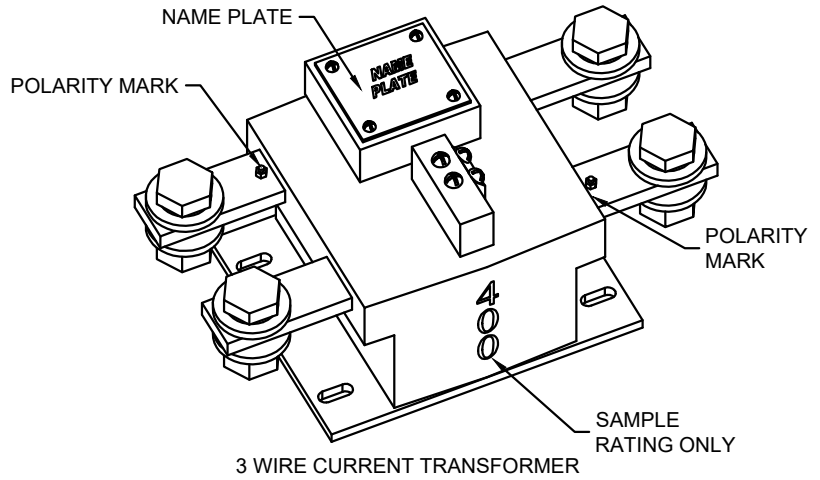 NAME PLATE
POLARITY MARK
NAME
PLATE
POLARITY
MARK
4
0
0
SAMPLE
RATING ONLY
3 WIRE CURRENT TRANSFORMER